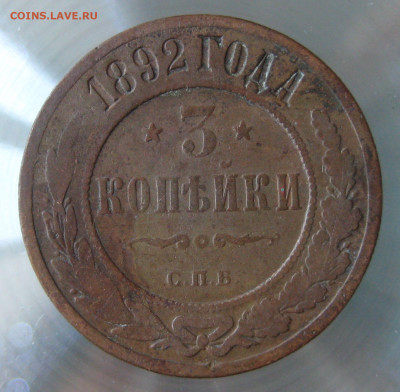 COINS.LAVE.RU
1892 ГОДА
3
КОПѢЙКИ
С.П.Б.